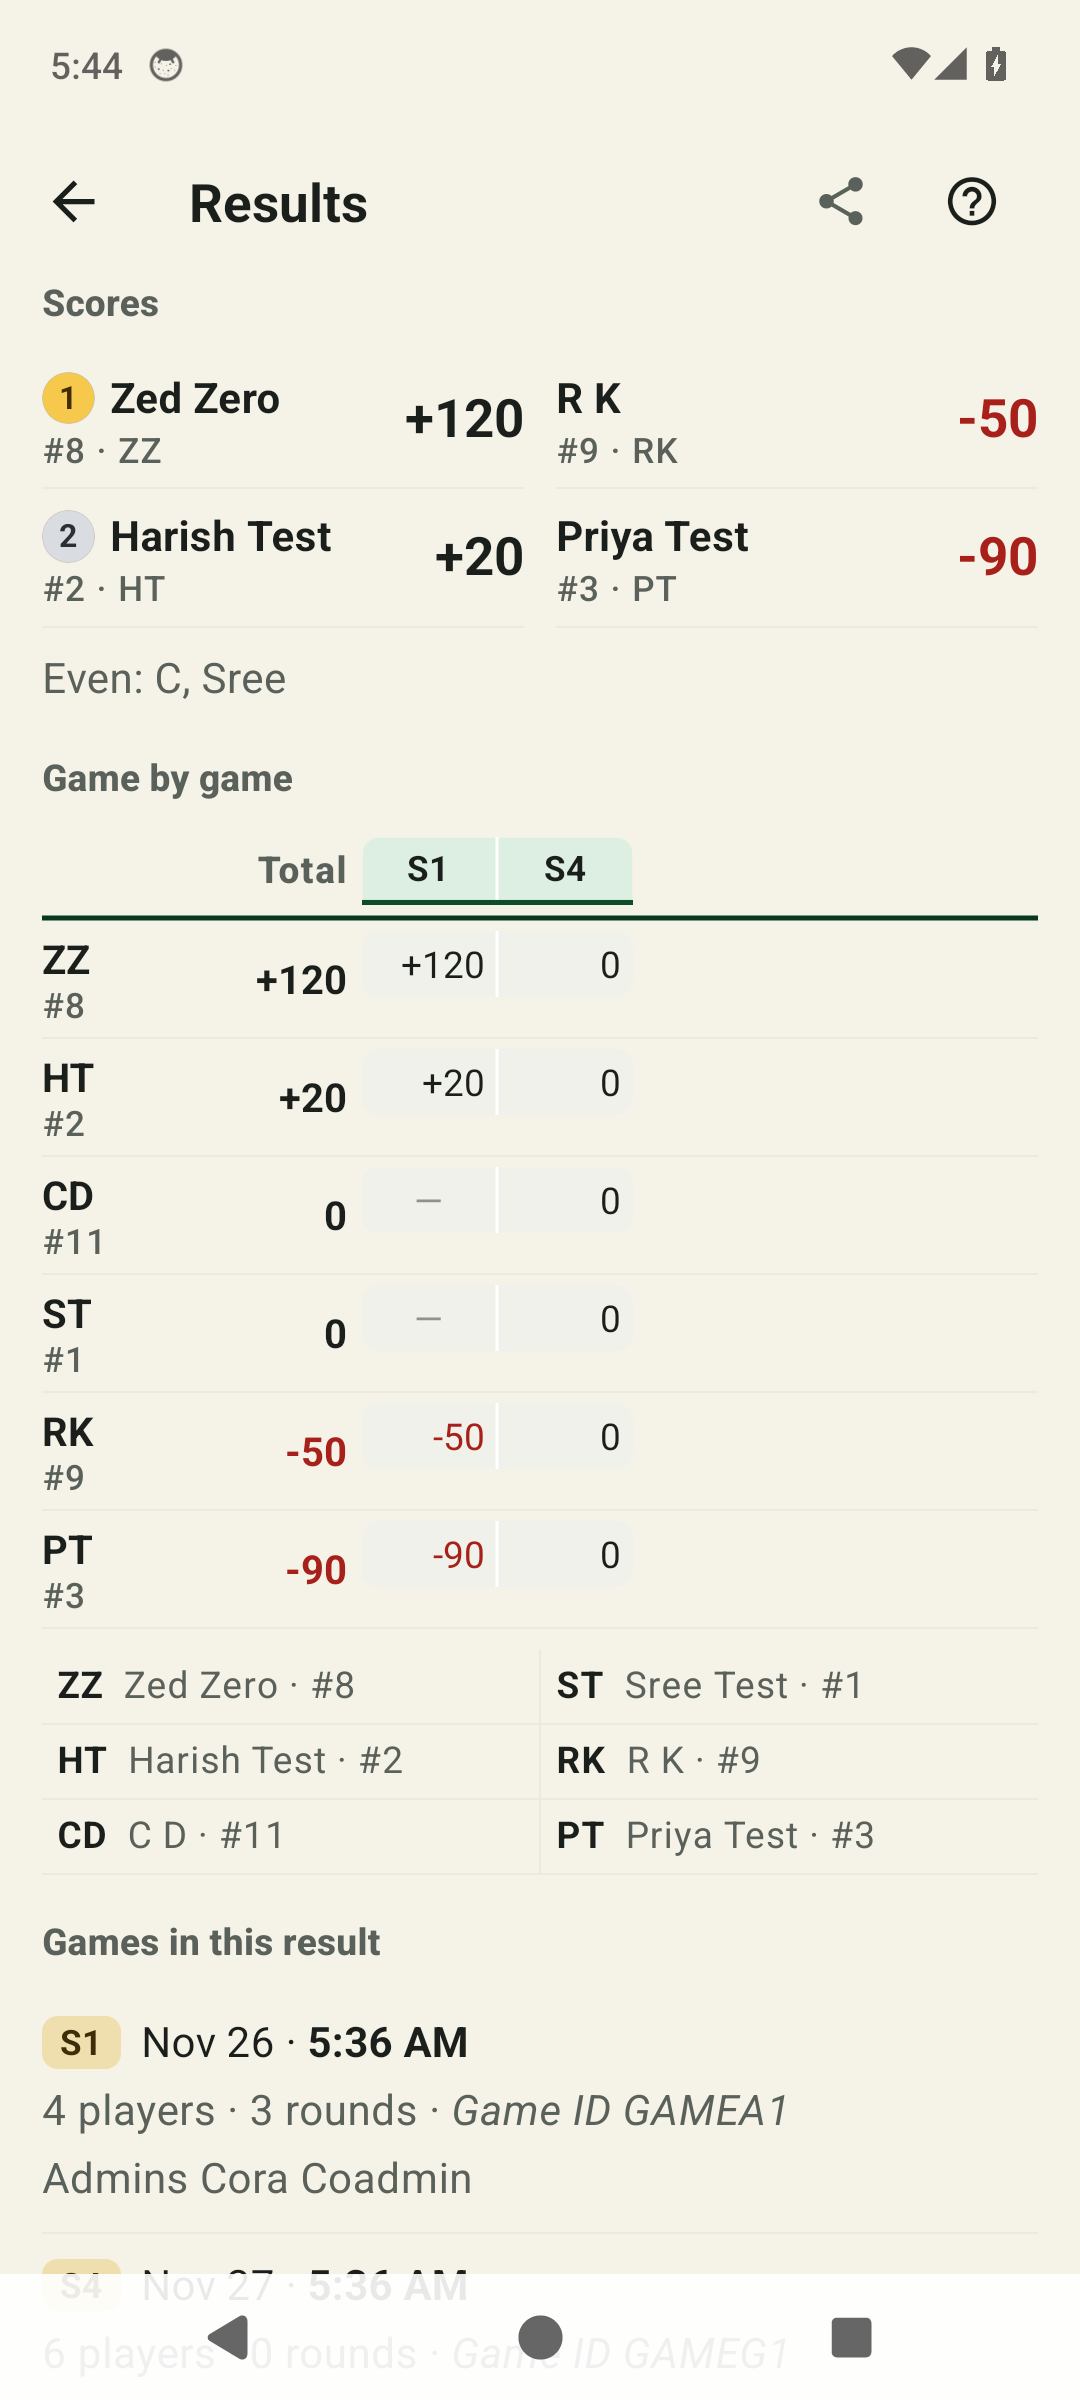 5:44
Results
Scores
1 Zed Zero +120
#8 · ZZ
R K -50
#9 · RK
2 Harish Test +20
#2 · HT
Priya Test -90
#3 · PT
Even: C, Sree
Game by game
Total S1 S4
ZZ +120 +120 0
#8
HT +20 +20 0
#2
CD 0 — 0
#11
ST 0 — 0
#1
RK -50 -50 0
#9
PT -90 -90 0
#3
ZZ Zed Zero · #8
ST Sree Test · #1
HT Harish Test · #2
RK R K · #9
CD C D · #11
PT Priya Test · #3
Games in this result
S1 Nov 26 · 5:36 AM
4 players · 3 rounds · Game ID GAMEA1
Admins Cora Coadmin
S4 Nov 27 · 5:36 AM
6 players · 0 rounds · Game ID GAMEG1